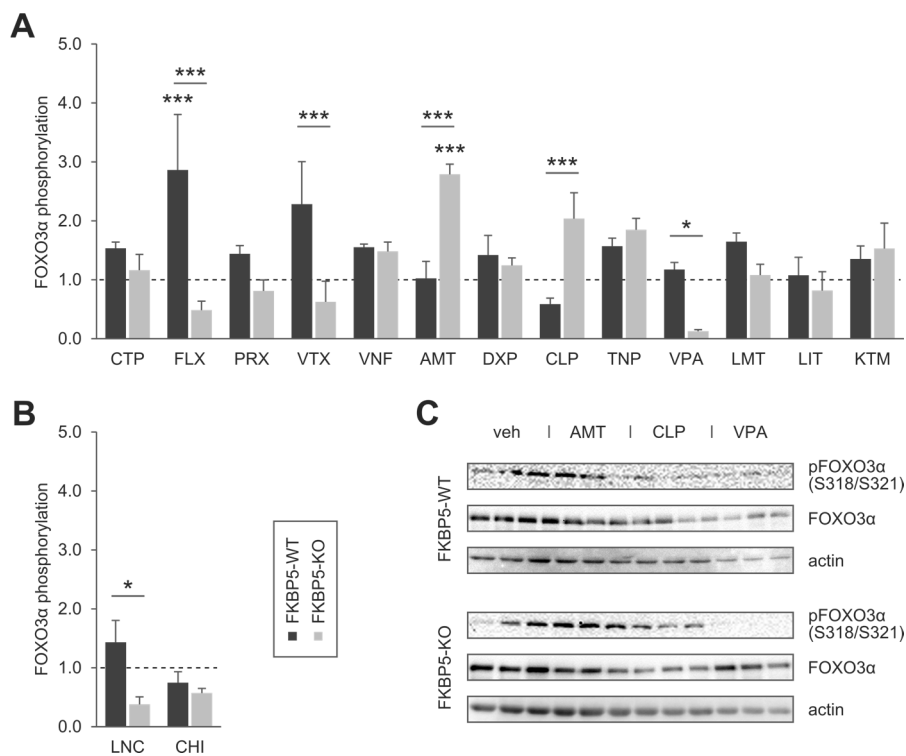 A
FOXO3α phosphorylation
5.0
4.0
3.0
2.0
1.0
0.0
***
***
***
***
***
***
*
CTP FLX PRX VTX VNF AMT DXP CLP TNP VPA LMT LIT KTM
B
FOXO3α phosphorylation
5.0
4.0
3.0
2.0
1.0
0.0
*
LNC CHI
FKBP5-WT
FKBP5-KO
C
veh | AMT | CLP | VPA
FKBP5-WT
pFOXO3α
(S318/S321)
FOXO3α
actin
FKBP5-KO
pFOXO3α
(S318/S321)
FOXO3α
actin